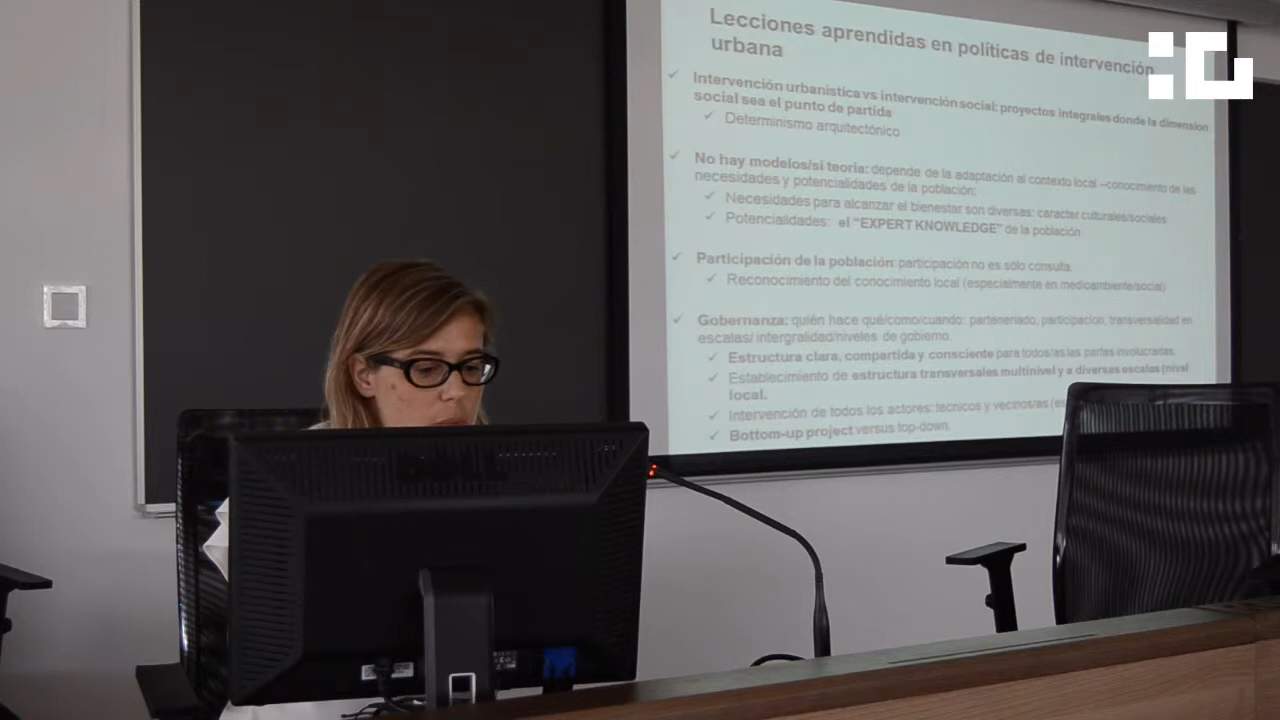 Lecciones aprendidas en políticas de intervención
urbana
Intervención urbanística vs intervención social: proyectos integrales donde la dimension
social sea el punto de partida
Determinismo arquitectónico
No hay modelos/si teoria: depende de la adaptación al contexto local –conocimiento de las
necesidades y potencialidades de la población:
Necesidades para alcanzar el bienestar son diversas: caracter culturales/sociales
Potencialidades: el "EXPERT KNOWLEDGE" de la población
Participación de la población: participación no es sólo consulta.
Reconocimiento del conocimiento local (especialmente en medioambiente/social)
Gobernanza: quién hace qué/como/cuando: parteneriado, participacion, transversalidad en
escalas/ intergralidad/niveles de gobierno.
Estructura clara, compartida y consciente para todos/as las partes involucradas.
Establecimiento de estructura transversales multinivel y a diversas escalas (nivel
local.
Intervención de todos los actores: tecnicos y vecinos/as (es
Bottom-up project versus top-down.